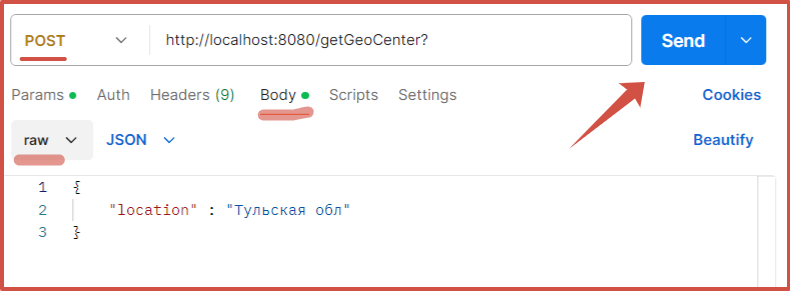 POST http://localhost:8080/getGeoCenter? Send
Params Auth Headers (9) Body Scripts Settings Cookies
raw JSON Beautify
1 {
2 "location" : "Тульская обл"
3 }